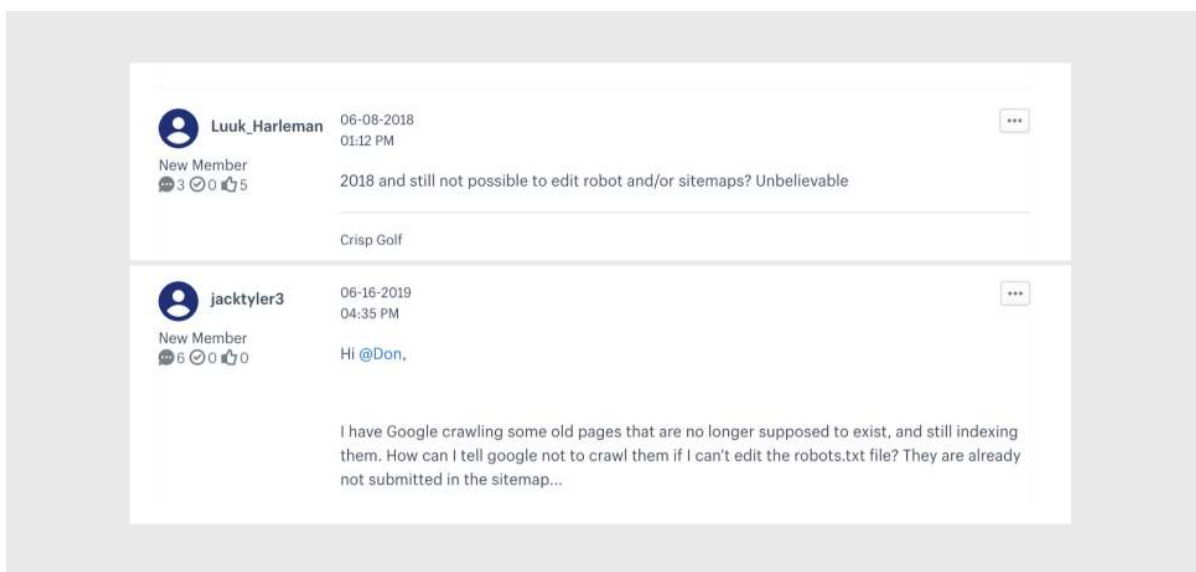 Luuk_Harleman
New Member
3 0 5
06-08-2018
01:12 PM
2018 and still not possible to edit robot and/or sitemaps? Unbelievable
Crisp Golf
jacktyler3
New Member
6 0 0
06-16-2019
04:35 PM
Hi @Don,
I have Google crawling some old pages that are no longer supposed to exist, and still indexing
them. How can I tell google not to crawl them if I can't edit the robots.txt file? They are already
not submitted in the sitemap...